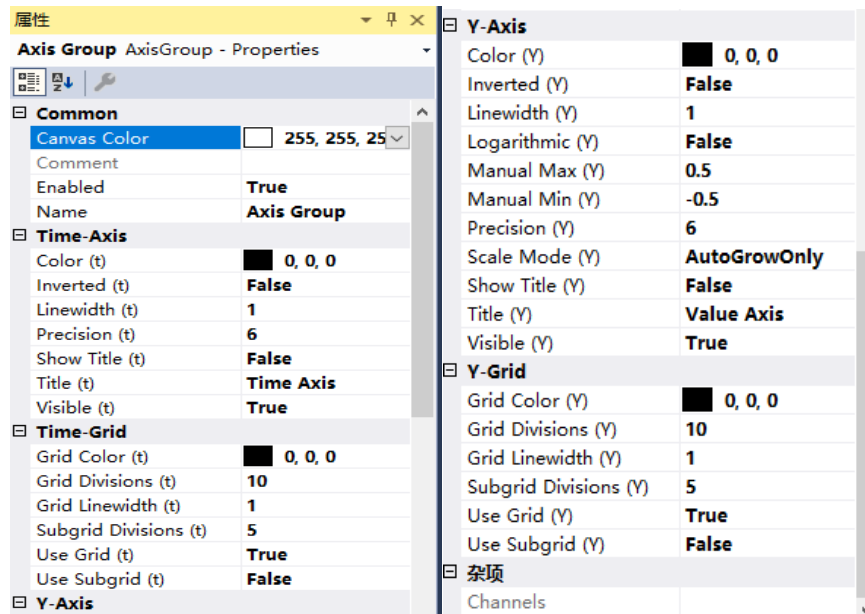 属性
Axis Group AxisGroup - Properties
Common
Canvas Color 255, 255, 25
Comment
Enabled True
Name Axis Group
Time-Axis
Color (t) 0, 0, 0
Inverted (t) False
Linewidth (t) 1
Precision (t) 6
Show Title (t) False
Title (t) Time Axis
Visible (t) True
Time-Grid
Grid Color (t) 0, 0, 0
Grid Divisions (t) 10
Grid Linewidth (t) 1
Subgrid Divisions (t) 5
Use Grid (t) True
Use Subgrid (t) False
Y-Axis
Y-Axis
Color (Y) 0, 0, 0
Inverted (Y) False
Linewidth (Y) 1
Logarithmic (Y) False
Manual Max (Y) 0.5
Manual Min (Y) -0.5
Precision (Y) 6
Scale Mode (Y) AutoGrowOnly
Show Title (Y) False
Title (Y) Value Axis
Visible (Y) True
Y-Grid
Grid Color (Y) 0, 0, 0
Grid Divisions (Y) 10
Grid Linewidth (Y) 1
Subgrid Divisions (Y) 5
Use Grid (Y) True
Use Subgrid (Y) False
杂项
Channels